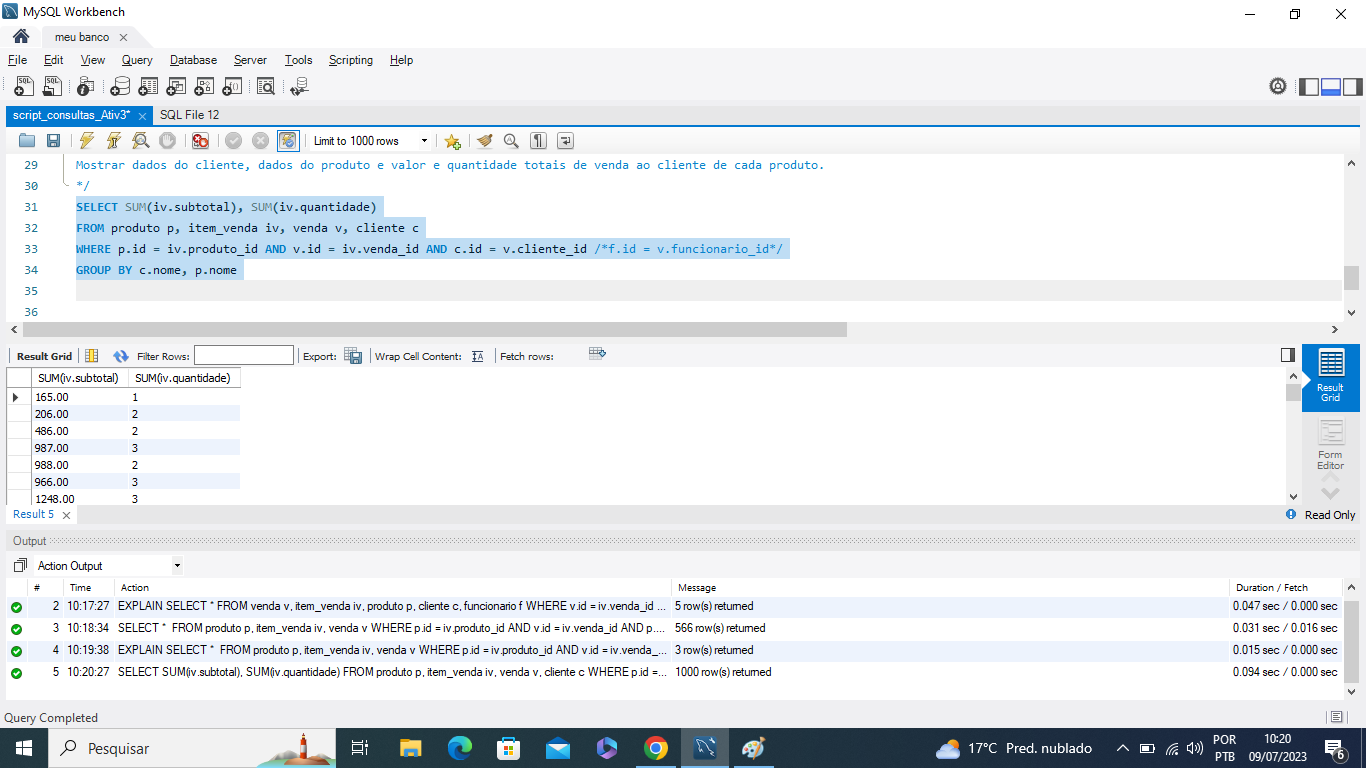 MySQL Workbench
meu banco
File Edit View Query Database Server Tools Scripting Help
script_consultas_Ativ3* SQL File 12
Limit to 1000 rows
29 Mostrar dados do cliente, dados do produto e valor e quantidade totais de venda ao cliente de cada produto.
30 */
31 SELECT SUM(iv.subtotal), SUM(iv.quantidade)
32 FROM produto p, item_venda iv, venda v, cliente c
33 WHERE p.id = iv.produto_id AND v.id = iv.venda_id AND c.id = v.cliente_id /*f.id = v.funcionario_id*/
34 GROUP BY c.nome, p.nome
35
36
Result Grid Filter Rows: Export: Wrap Cell Content: Fetch rows:
SUM(iv.subtotal) SUM(iv.quantidade)
165.00 1
206.00 2
486.00 2
987.00 3
988.00 2
966.00 3
1248.00 3
Result Grid
Form Editor
Result 5 Read Only
Output
Action Output
# Time Action Message Duration / Fetch
2 10:17:27 EXPLAIN SELECT * FROM venda v, item_venda iv, produto p, cliente c, funcionario f WHERE v.id = iv.venda_id ... 5 row(s) returned 0.047 sec / 0.000 sec
3 10:18:34 SELECT * FROM produto p, item_venda iv, venda v WHERE p.id = iv.produto_id AND v.id = iv.venda_id AND p.... 566 row(s) returned 0.031 sec / 0.016 sec
4 10:19:38 EXPLAIN SELECT * FROM produto p, item_venda iv, venda v WHERE p.id = iv.produto_id AND v.id = iv.venda_... 3 row(s) returned 0.015 sec / 0.000 sec
5 10:20:27 SELECT SUM(iv.subtotal), SUM(iv.quantidade) FROM produto p, item_venda iv, venda v, cliente c WHERE p.id =... 1000 row(s) returned 0.094 sec / 0.000 sec
Query Completed
Pesquisar
17°C Pred. nublado
POR
PTB
10:20
09/07/2023
6